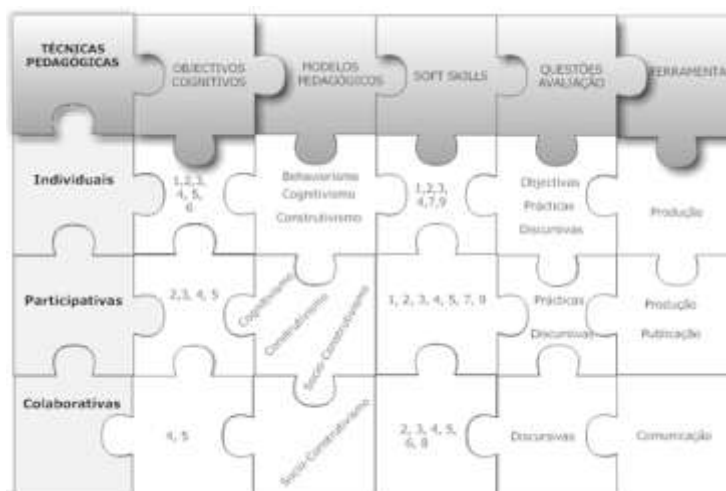 TÉCNICAS
PEDAGÓGICAS
OBJECTIVOS
COGNITIVOS
MODELOS
PEDAGÓGICOS
SOFT SKILLS
QUESTÕES
AVALIAÇÃO
FERRAMENTA
Individuais
1,2,3,
4, 5,
6
Behaviorismo
Cognitivismo
Construtivismo
1,2,3,
4,7,9
Objectivas
Prácticas
Discursivas
Produção
Participativas
2,3, 4, 5
Cognitivismo
Construtivismo
Socio-Construtivismo
1, 2, 3, 4, 5, 7, 9
Prácticas
Discursivas
Produção
Publicação
Colaborativas
4, 5
Socio-Construtivismo
2, 3, 4, 5,
6, 8
Discursivas
Comunicação